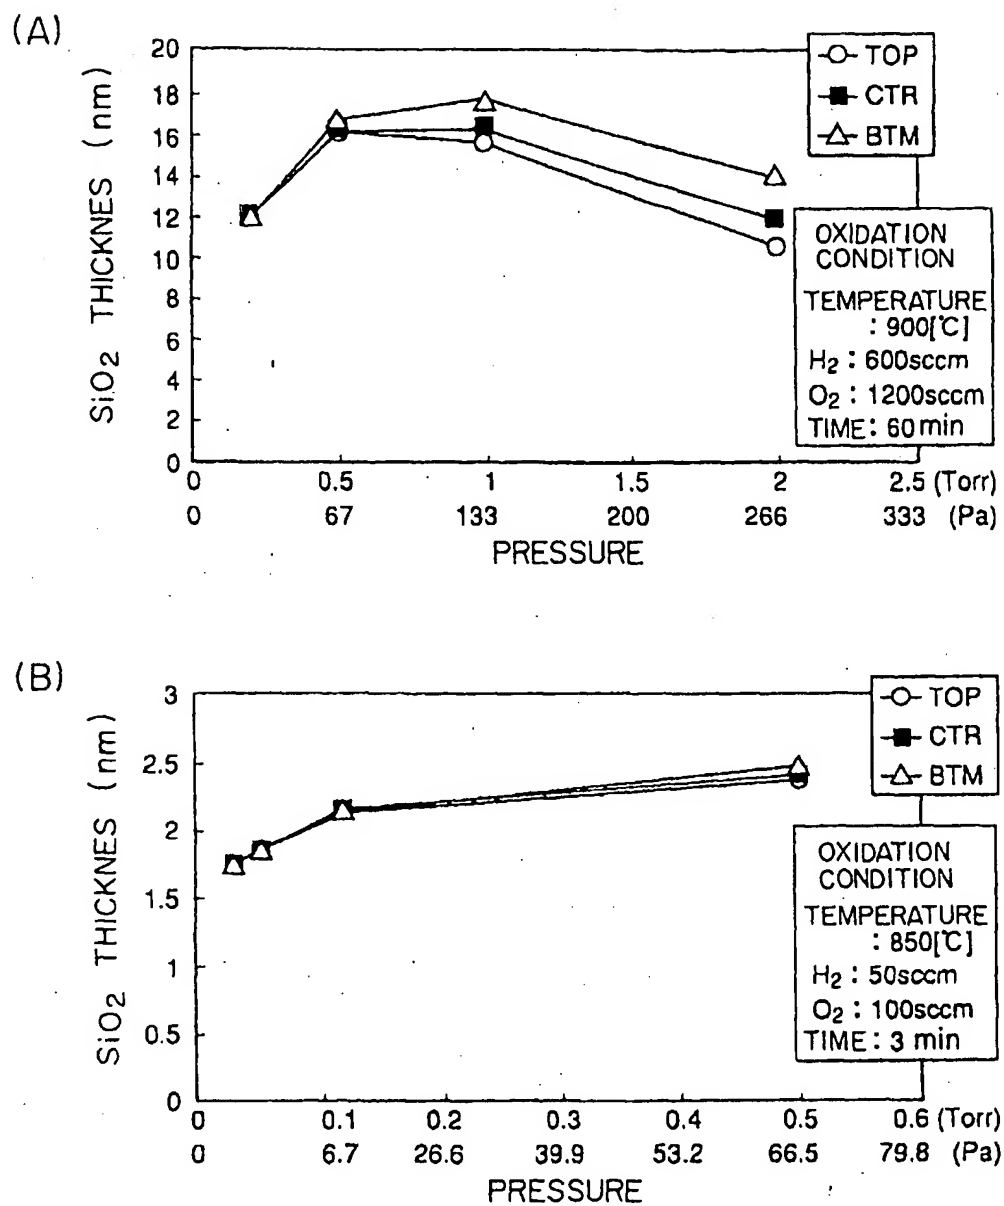 (A)
SiO2 THICKNES (nm)
20
18
16
14
12
10
8
6
4
2
0
0 0.5 1 1.5 2 2.5 (Torr)
0 67 133 200 266 333 (Pa)
PRESSURE
TOP
CTR
BTM
OXIDATION
CONDITION
TEMPERATURE
: 900[℃]
H2 : 600sccm
O2 : 1200sccm
TIME : 60 min
(B)
SiO2 THICKNES (nm)
3
2.5
2
1.5
1
0.5
0
0 0.1 0.2 0.3 0.4 0.5 0.6 (Torr)
0 6.7 26.6 39.9 53.2 66.5 79.8 (Pa)
PRESSURE
TOP
CTR
BTM
OXIDATION
CONDITION
TEMPERATURE
: 850[℃]
H2 : 50sccm
O2 : 100sccm
TIME : 3 min